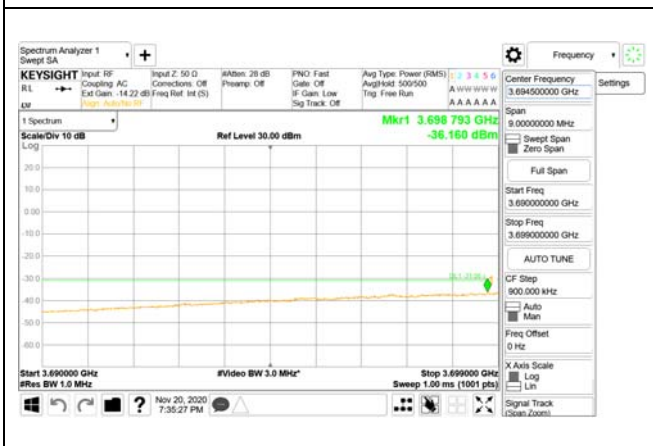 Spectrum Analyzer 1
Swept SA
+
Frequency
KEYSIGHT
RL
Input: RF
Coupling: AC
Ext Gain: -14.22 dB
Align: Auto/No RF
Input Z: 50 Ω
Corrections: Off
Freq Ref: Int (S)
#Atten: 28 dB
Preamp: Off
PNO: Fast
Gate: Off
IF Gain: Low
Sig Track: Off
Avg Type: Power (RMS)
Avg|Hold: 500/500
Trig: Free Run
1 2 3 4 5 6
A W W W W W
A A A A A A
1 Spectrum
Scale/Div 10 dB
Log
Ref Level 30.00 dBm
Mkr1 3.698 793 GHz
-36.160 dBm
20.0
10.0
0.00
-10.0
-20.0
-30.0
-40.0
-50.0
-60.0
Start 3.690000 GHz
#Res BW 1.0 MHz
#Video BW 3.0 MHz*
Stop 3.699000 GHz
Sweep 1.00 ms (1001 pts)
Nov 20, 2020
7:35:27 PM
?
Center Frequency
3.694500000 GHz
Settings
Span
9.00000000 MHz
Swept Span
Zero Span
Full Span
Start Freq
3.690000000 GHz
Stop Freq
3.699000000 GHz
AUTO TUNE
CF Step
900.000 kHz
Auto
Man
Freq Offset
0 Hz
X Axis Scale
Log
Lin
Signal Track
(Span Zoom)